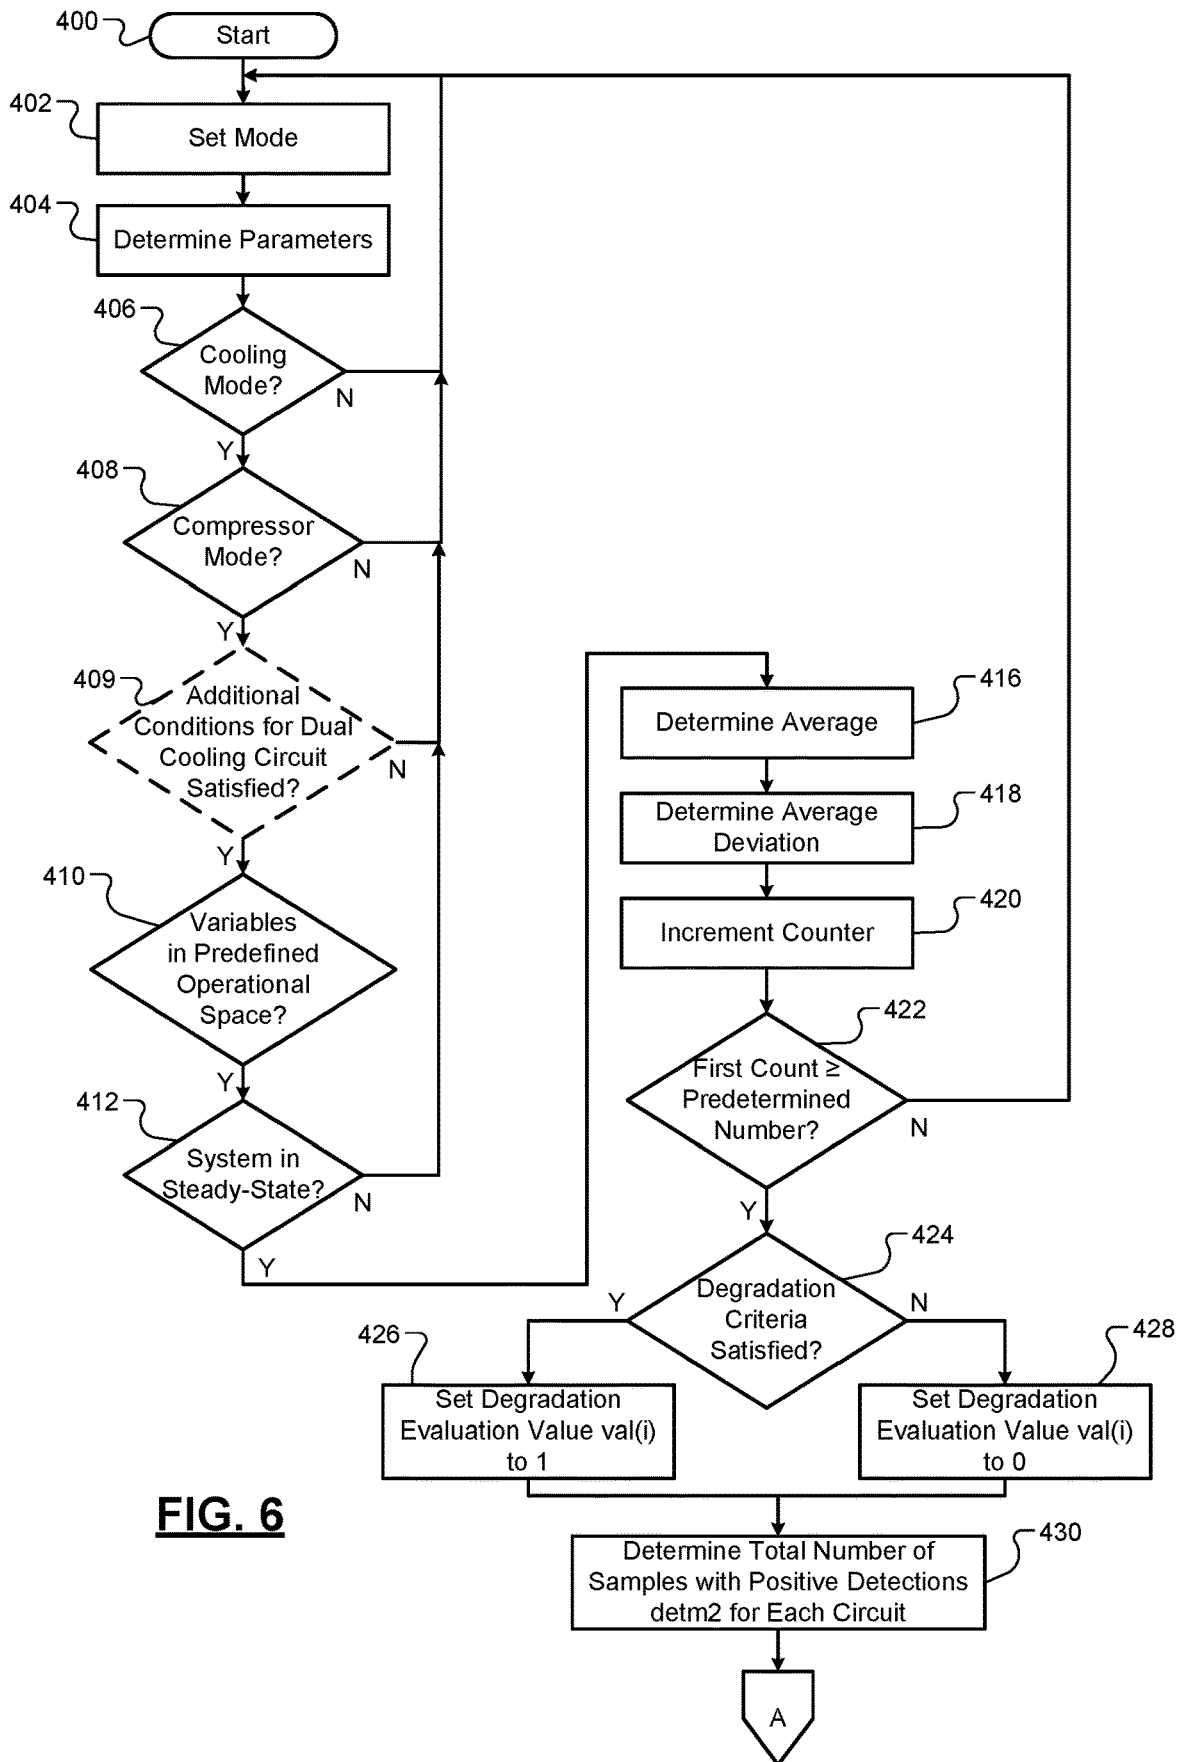 400
Start
402
Set Mode
404
Determine Parameters
406
Cooling
Mode?
N
Y
408
Compressor
Mode?
N
Y
409
Additional
Conditions for Dual
Cooling Circuit
Satisfied?
N
Y
410
Variables
in Predefined
Operational
Space?
Y
412
System in
Steady-State?
N
Y
416
Determine Average
418
Determine Average
Deviation
420
Increment Counter
422
First Count ≥
Predetermined
Number?
N
Y
424
Degradation
Criteria
Satisfied?
Y
N
426
Set Degradation
Evaluation Value val(i)
to 1
428
Set Degradation
Evaluation Value val(i)
to 0
430
Determine Total Number of
Samples with Positive Detections
detm2 for Each Circuit
A
FIG. 6